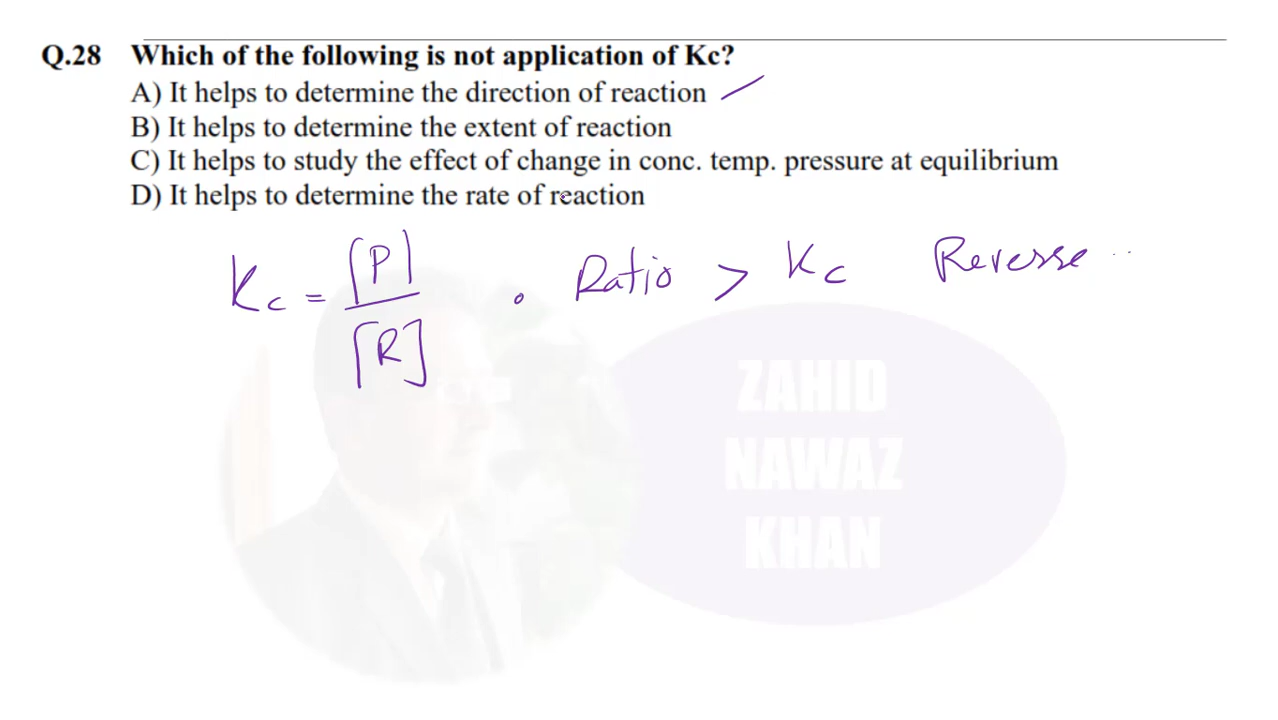 Q.28 Which of the following is not application of Kc?
A) It helps to determine the direction of reaction
B) It helps to determine the extent of reaction
C) It helps to study the effect of change in conc. temp. pressure at equilibrium
D) It helps to determine the rate of reaction
Kc = [P] / [R] . Ratio > Kc Reverse
ZAHID
NAWAZ
KHAN